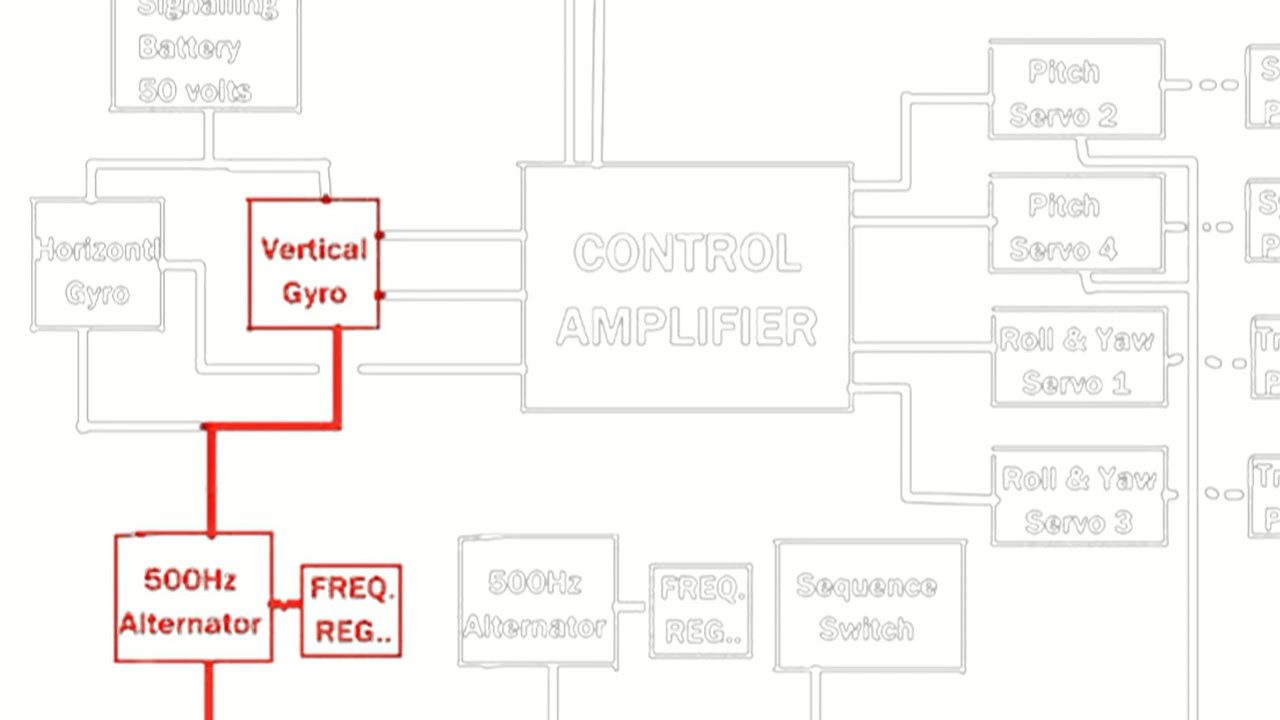 Signalling
Battery
50 volts
Horizontl
Gyro
Vertical
Gyro
CONTROL
AMPLIFIER
Pitch
Servo 2
Pitch
Servo 4
Roll & Yaw
Servo 1
Roll & Yaw
Servo 3
500Hz
Alternator
FREQ.
REG..
500Hz
Alternator
FREQ.
REG..
Sequence
Switch